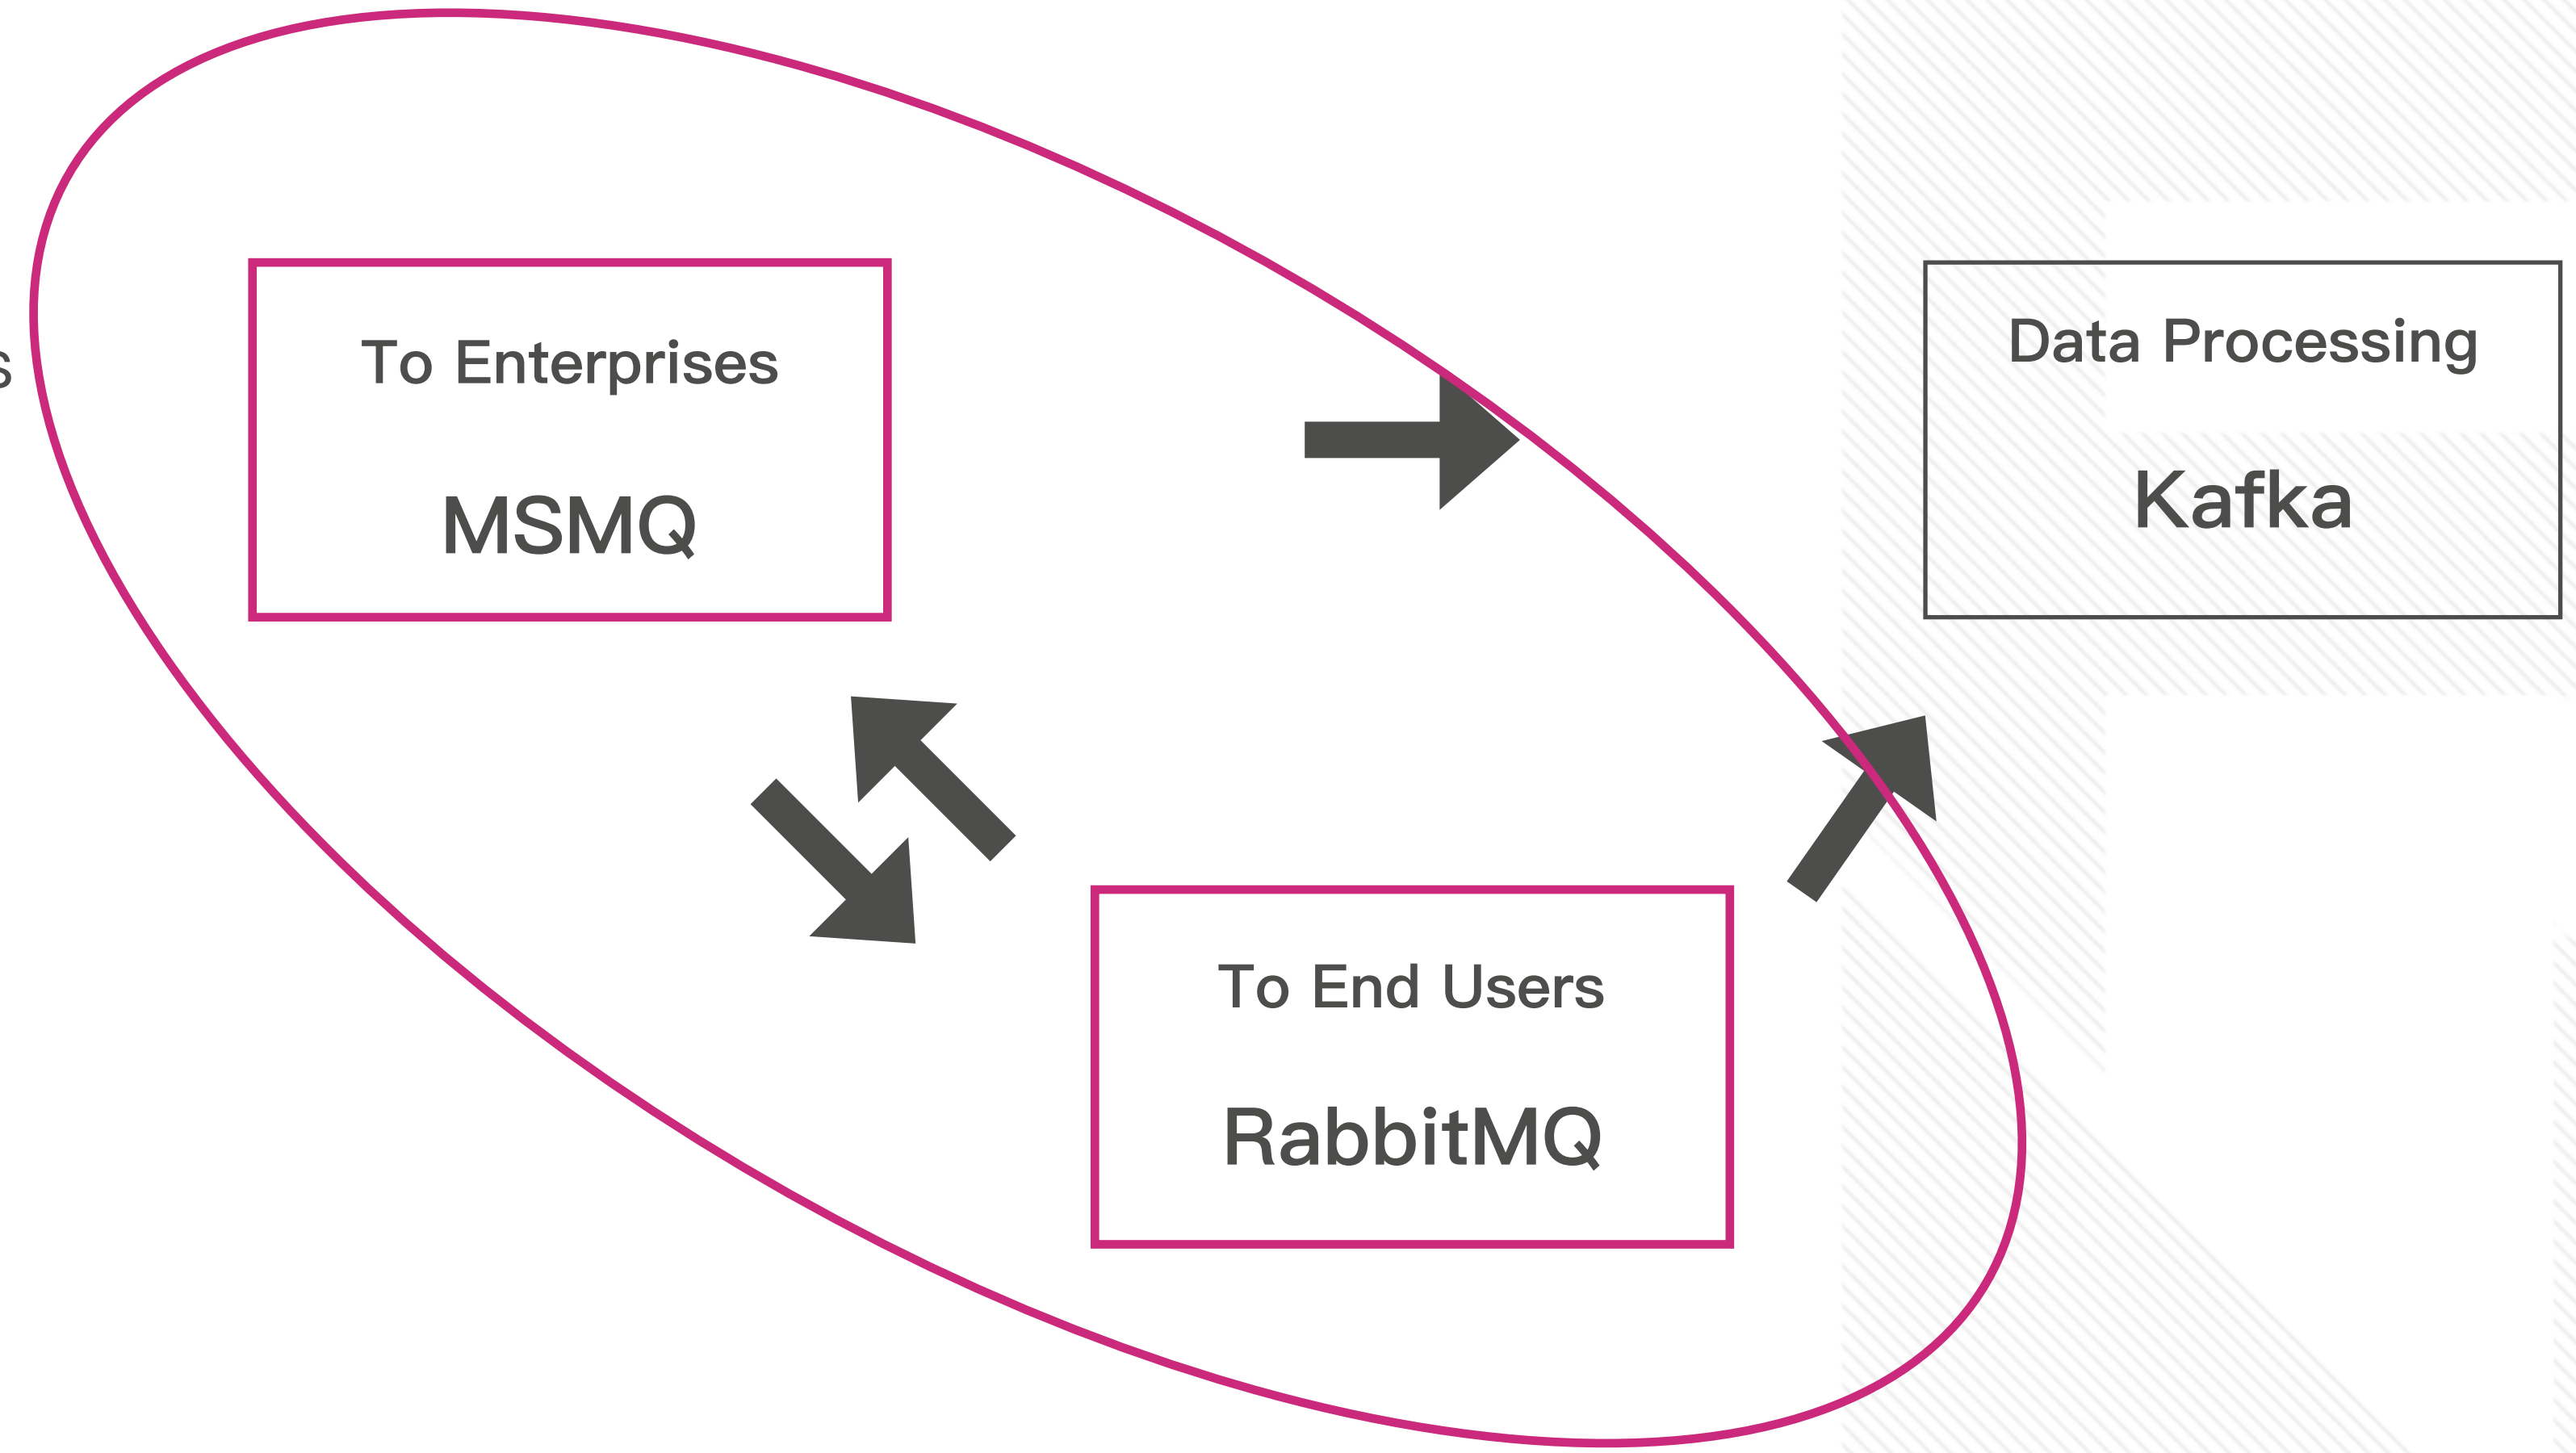 To Enterprises
MSMQ
Data Processing
Kafka
To End Users
RabbitMQ